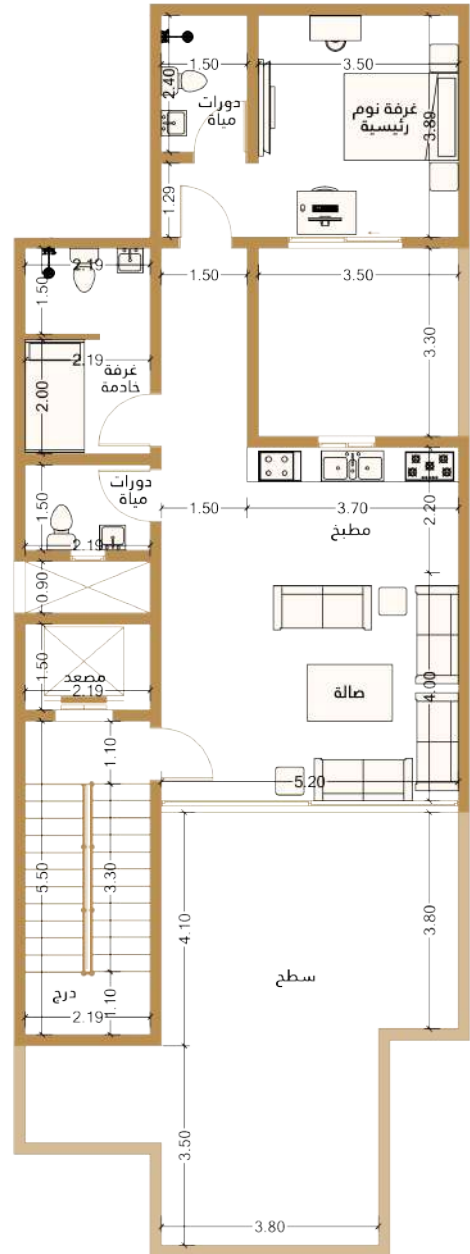 1.50
3.50
2.40
دورات
مياة
غرفة نوم
رئيسية
3.89
1.29
2.19
1.50
1.50
3.50
3.30
2.19
2.00
غرفة
خادمة
دورات
مياة
1.50
2.19
1.50
3.70
مطبخ
2.20
0.90
1.50
مصعد
2.19
صالة
4.00
1.10
5.20
5.50
3.30
4.10
3.80
سطح
درج
1.10
2.19
3.50
3.80